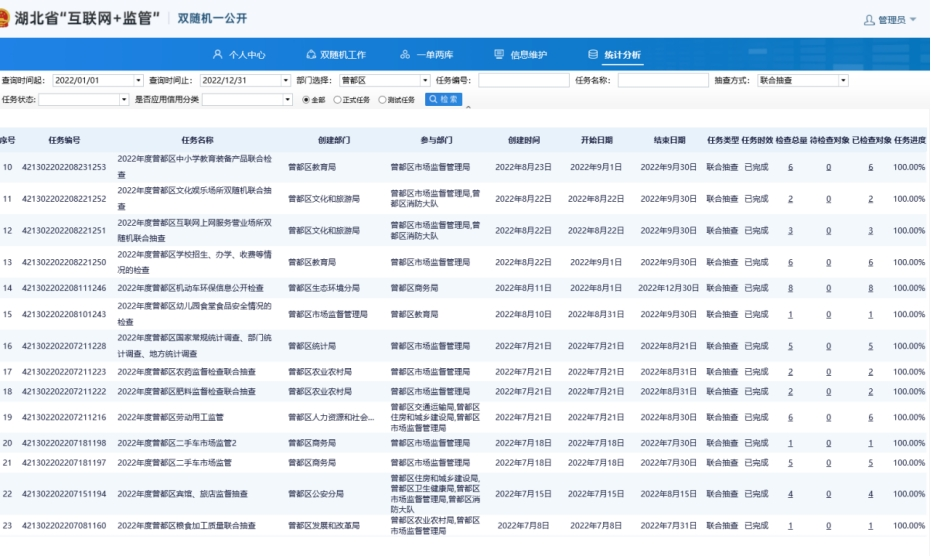 湖北省“互联网+监管” 双随机一公开 管理员
个人中心 双随机工作 一单两库 信息维护 统计分析
查询时间起: 2022/01/01 查询时间止: 2022/12/31 部门选择: 曾都区 任务编号: 任务名称: 抽查方式: 联合抽查
任务状态: 是否应用信用分类 全部 正式任务 测试任务 检索
序号 任务编号 任务名称 创建部门 参与部门 创建时间 开始日期 结束日期 任务类型 任务时效 检查总量 待检查对象 已检查对象 任务进度
10 421302202208231253 2022年度曾都区中小学教育装备产品联合检 曾都区教育局 曾都区市场监督管理局 2022年8月23日 2022年9月1日 2022年9月30日 联合抽查 已完成 6 0 6 100.00%
查
11 421302202208221252 2022年度曾都区文化娱乐场所双随机联合抽 曾都区文化和旅游局 曾都区市场监督管理局,曾 2022年8月22日 2022年8月22日 2022年9月30日 联合抽查 已完成 2 0 2 100.00%
查 都区消防大队
12 421302202208221251 2022年度曾都区互联网上网服务营业场所双 曾都区文化和旅游局 曾都区市场监督管理局,曾 2022年8月22日 2022年8月22日 2022年9月30日 联合抽查 已完成 3 0 3 100.00%
随机联合抽查 都区消防大队
13 421302202208221250 2022年度曾都区学校招生、办学、收费等情 曾都区教育局 曾都区市场监督管理局 2022年8月22日 2022年9月1日 2022年9月30日 联合抽查 已完成 6 0 6 100.00%
况的检查
14 421302202208111246 2022年度曾都区机动车环保信息公开检查 曾都区生态环境分局 曾都区商务局 2022年8月11日 2022年8月1日 2022年12月30日 联合抽查 已完成 8 0 8 100.00%
15 421302202208101243 2022年度曾都区幼儿园食堂食品安全情况的 曾都区市场监督管理局 曾都区教育局 2022年8月10日 2022年8月31日 2022年9月30日 联合抽查 已完成 1 0 1 100.00%
检查
16 421302202207211228 2022年度曾都区国家常规统计调查、部门统 曾都区统计局 曾都区市场监督管理局 2022年7月21日 2022年7月21日 2022年8月21日 联合抽查 已完成 5 0 5 100.00%
计调查、地方统计调查
17 421302202207211223 2022年度曾都区农药监督检查联合抽查 曾都区农业农村局 曾都区市场监督管理局 2022年7月21日 2022年7月21日 2022年8月31日 联合抽查 已完成 2 0 2 100.00%
18 421302202207211222 2022年度曾都区肥料监督检查联合抽查 曾都区农业农村局 曾都区市场监督管理局 2022年7月21日 2022年7月21日 2022年8月31日 联合抽查 已完成 2 0 2 100.00%
19 421302202207211216 2022年度曾都区劳动用工监管 曾都区人力资源和社会... 曾都区交通运输局,曾都区 2022年7月21日 2022年7月21日 2022年8月30日 联合抽查 已完成 6 0 6 100.00%
住房和城乡建设局,曾都区
市场监督管理局
20 421302202207181198 2022年度曾都区二手车市场监管2 曾都区商务局 曾都区市场监督管理局 2022年7月18日 2022年7月18日 2022年7月30日 联合抽查 已完成 1 0 1 100.00%
21 421302202207181197 2022年度曾都区二手车市场监管 曾都区商务局 曾都区市场监督管理局 2022年7月18日 2022年7月18日 2022年7月30日 联合抽查 已完成 5 0 5 100.00%
22 421302202207151194 2022年度曾都区宾馆、旅店监督抽查 曾都区公安分局 曾都区住房和城乡建设局, 2022年7月15日 2022年7月15日 2022年8月15日 联合抽查 已完成 4 0 4 100.00%
曾都区卫生健康局,曾都区
市场监督管理局,曾都区消
防大队
23 421302202207081160 2022年度曾都区粮食加工质量联合抽查 曾都区发展和改革局 曾都区农业农村局,曾都区 2022年7月8日 2022年7月8日 2022年7月31日 联合抽查 已完成 1 0 1 100.00%
市场监督管理局